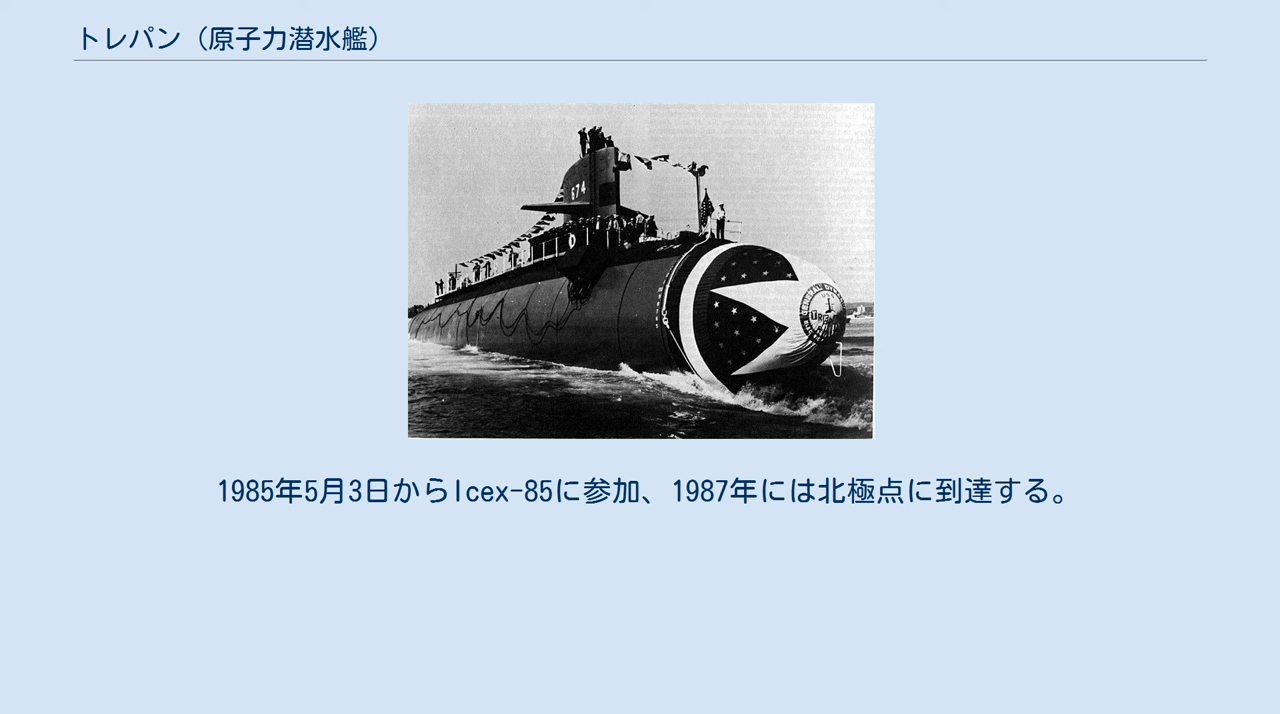 トレパン（原子力潜水艦）
674
1985年5月3日からIcex-85に参加、1987年には北極点に到達する。